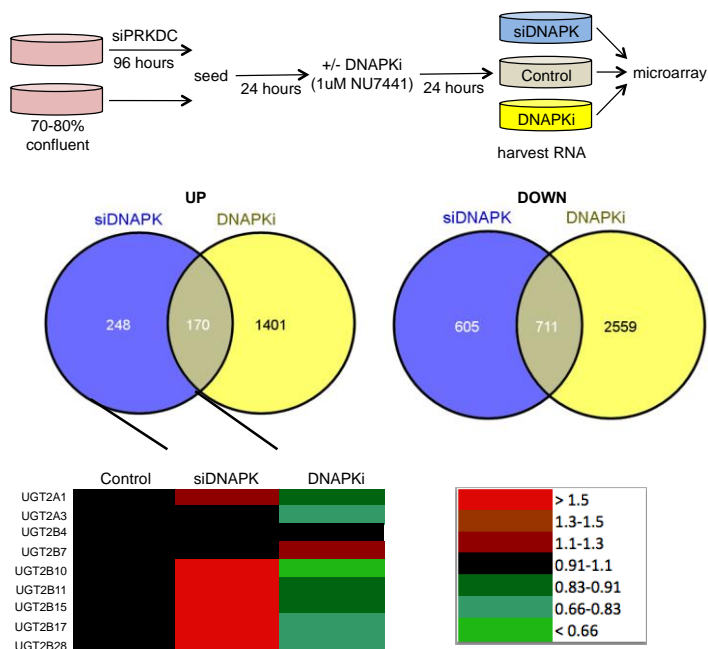 siPRKDC
96 hours
70-80%
confluent
seed
24 hours
+/- DNAPKi
(1uM NU7441)
24 hours
siDNAPK
Control
DNAPKi
harvest RNA
microarray
UP
siDNAPK DNAPKi
248 170 1401
DOWN
siDNAPK DNAPKi
605 711 2559
Control siDNAPK DNAPKi
UGT2A1
UGT2A3
UGT2B4
UGT2B7
UGT2B10
UGT2B11
UGT2B15
UGT2B17
UGT2B28
> 1.5
1.3-1.5
1.1-1.3
0.91-1.1
0.83-0.91
0.66-0.83
< 0.66